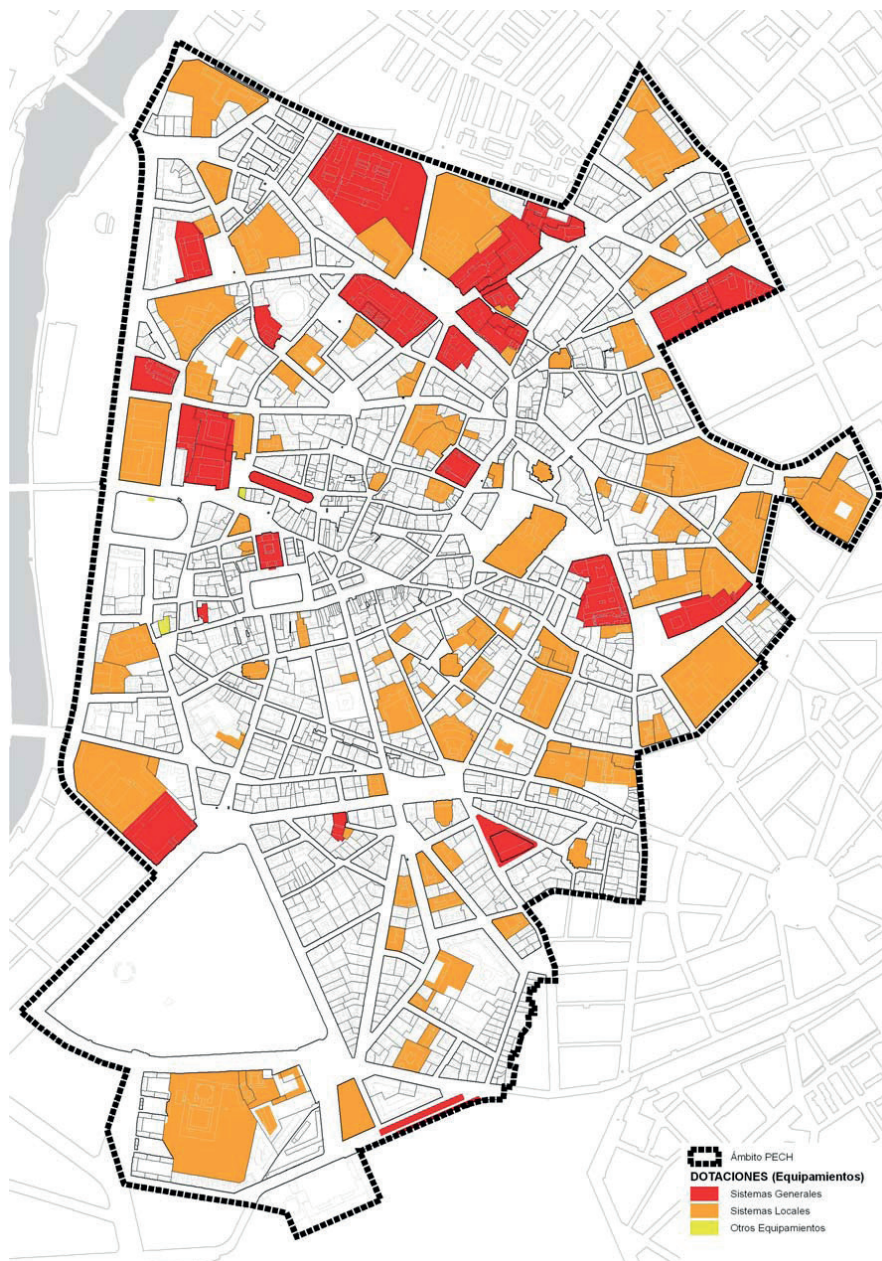 Ámbito PECH
DOTACIONES (Equipamientos)
Sistemas Generales
Sistemas Locales
Otros Equipamientos